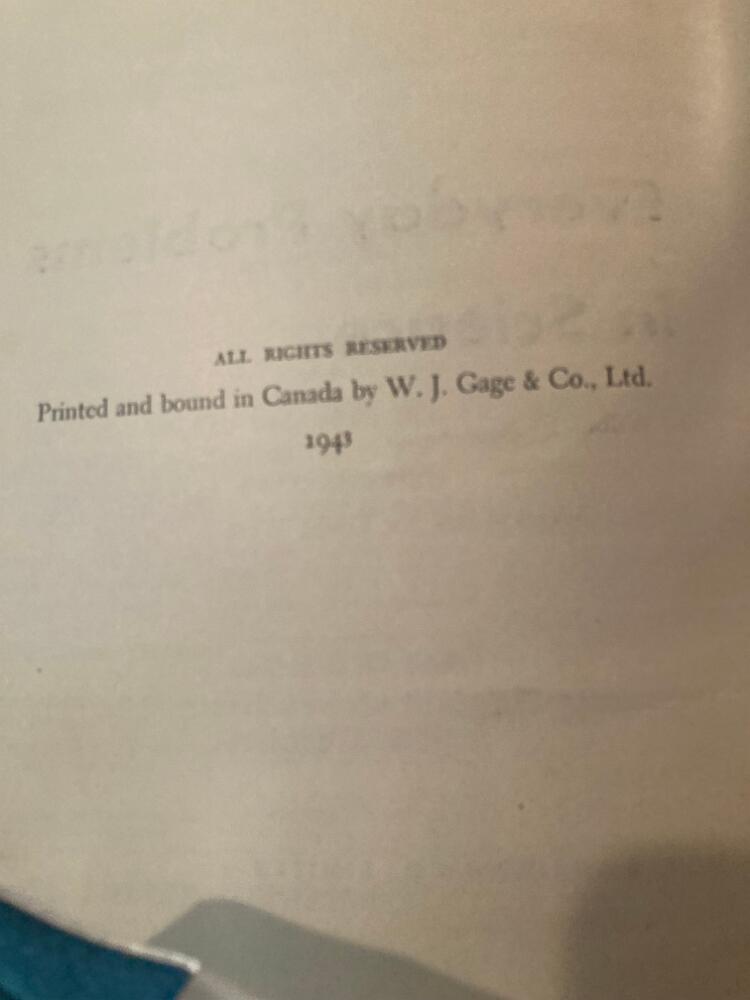 ALL RIGHTS RESERVED
Printed and bound in Canada by W. J. Gage & Co., Ltd.
1943